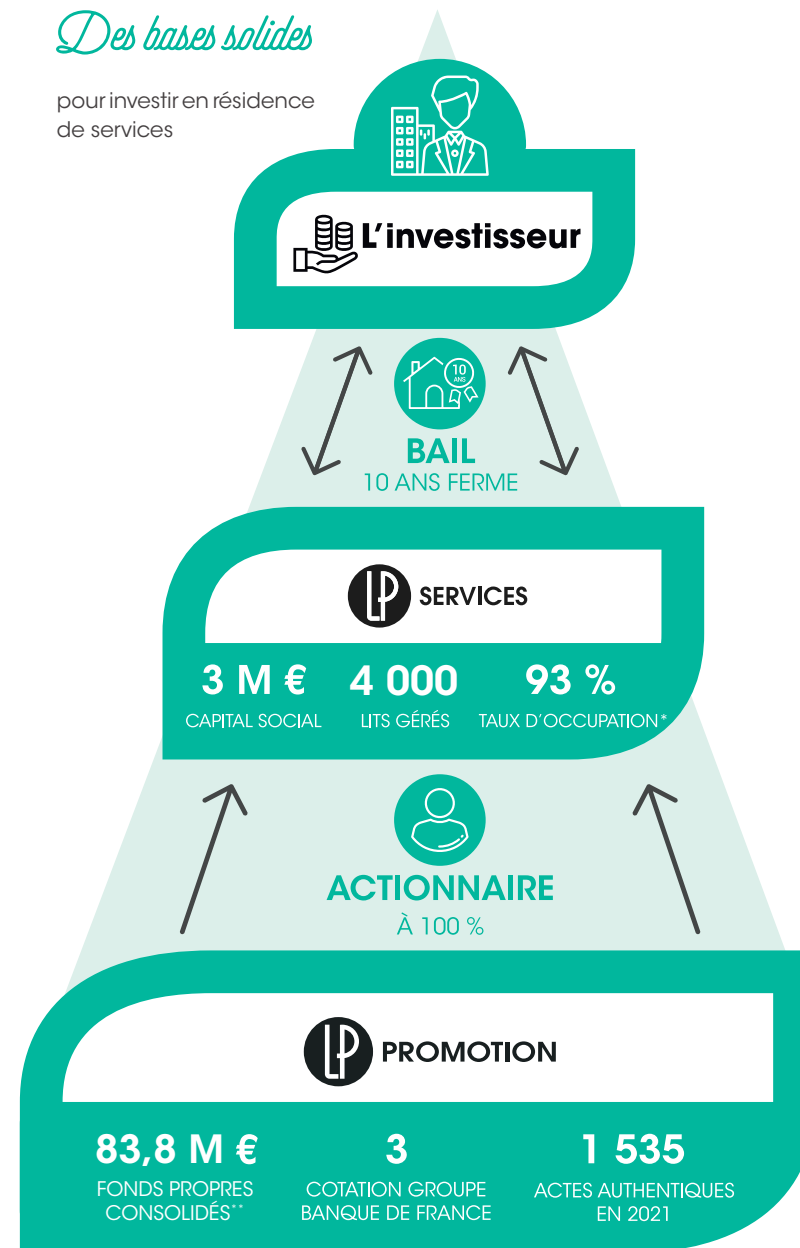 Des bases solides
pour investir en résidence
de services
L'investisseur
10
ANS
BAIL
10 ANS FERME
LP SERVICES
3 M € 4 000 93 %
CAPITAL SOCIAL LITS GÉRÉS TAUX D'OCCUPATION*
ACTIONNAIRE
À 100 %
LP PROMOTION
83,8 M € 3 1 535
FONDS PROPRES COTATION GROUPE ACTES AUTHENTIQUES
CONSOLIDÉS** BANQUE DE FRANCE EN 2021